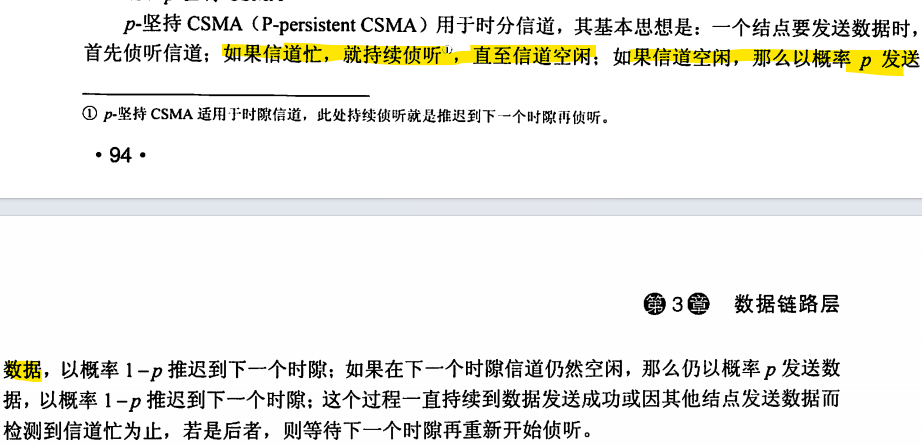 p-坚持 CSMA（P-persistent CSMA）用于时分信道，其基本思想是：一个结点要发送数据时，
首先侦听信道；如果信道忙，就持续侦听①，直至信道空闲；如果信道空闲，那么以概率 p 发送
① p-坚持 CSMA 适用于时隙信道，此处持续侦听就是推迟到下一个时隙再侦听。
·94·
第3章 数据链路层
数据，以概率 1-p 推迟到下一个时隙；如果在下一个时隙信道仍然空闲，那么仍以概率 p 发送数
据，以概率 1-p 推迟到下一个时隙；这个过程一直持续到数据发送成功或因其他结点发送数据而
检测到信道忙为止，若是后者，则等待下一个时隙再重新开始侦听。